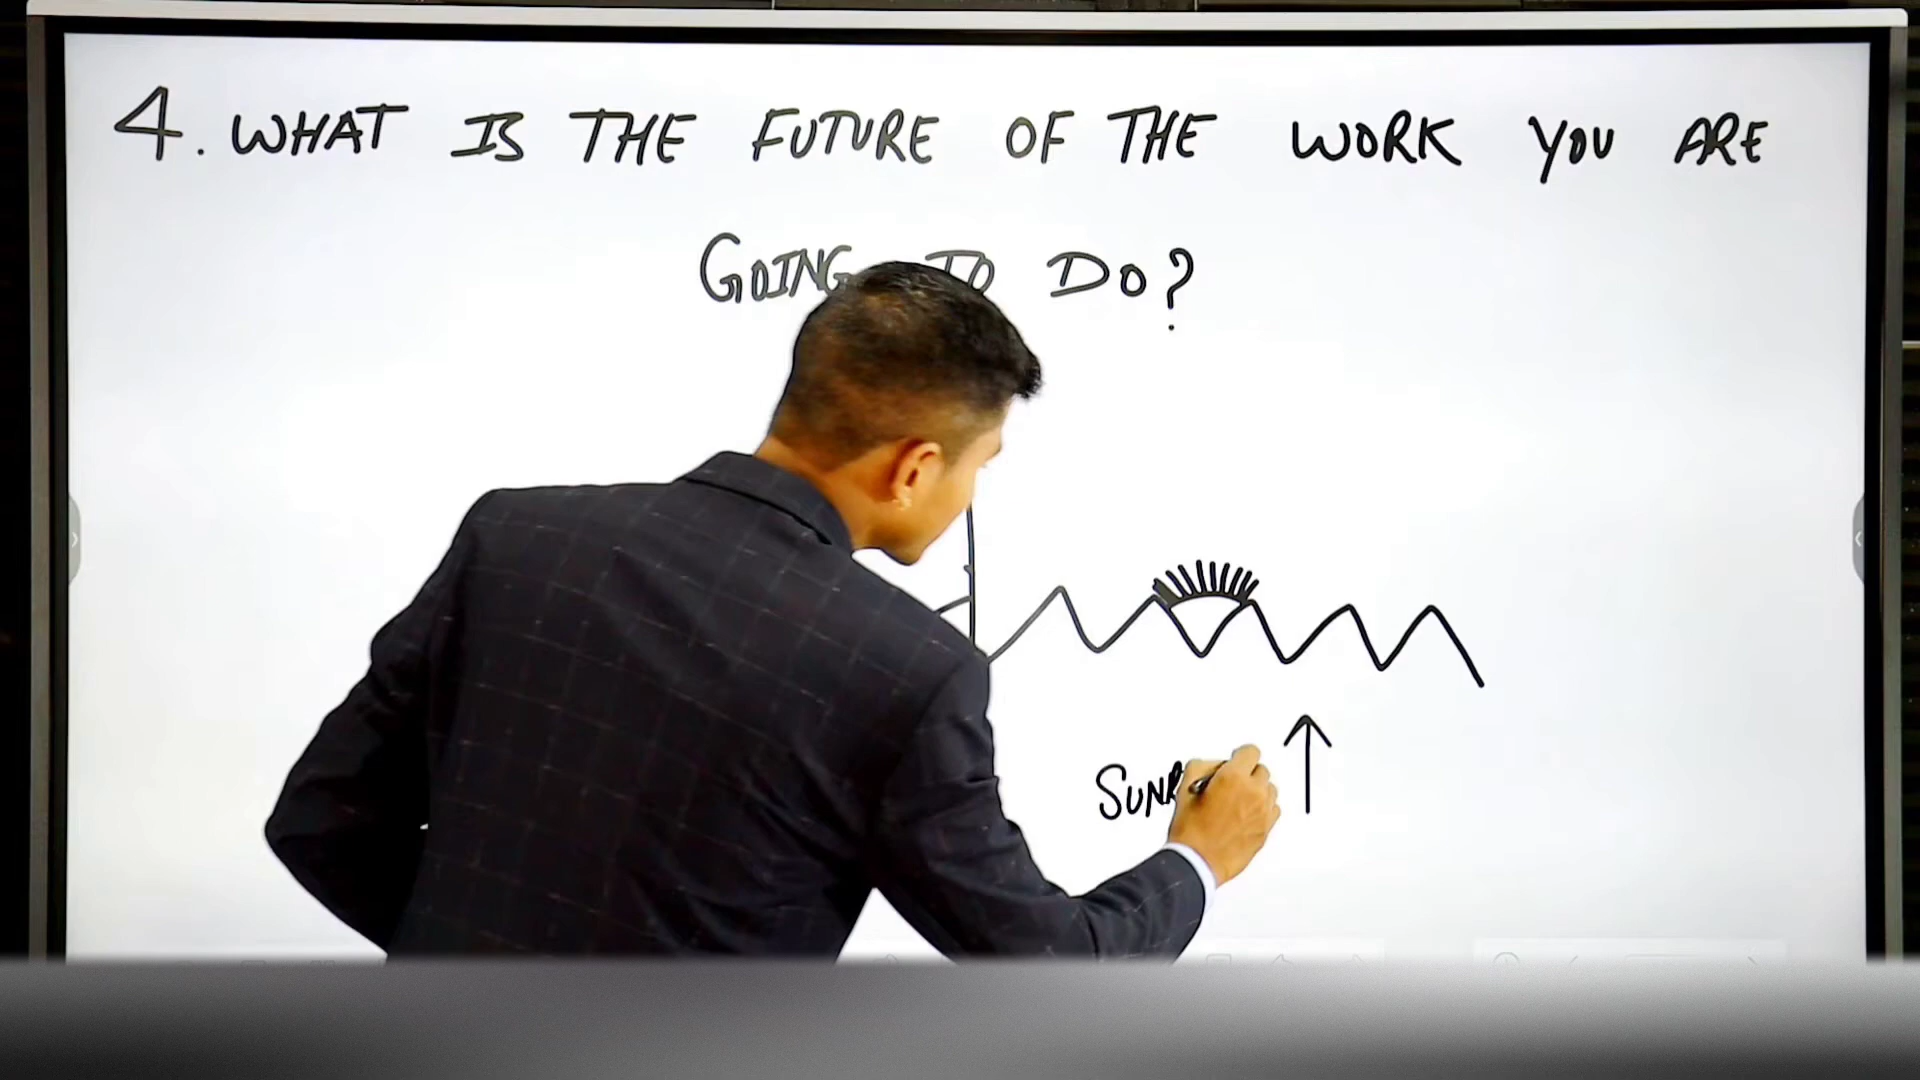 4. WHAT IS THE FUTURE OF THE WORK YOU ARE
GOING TO DO?
SUNR